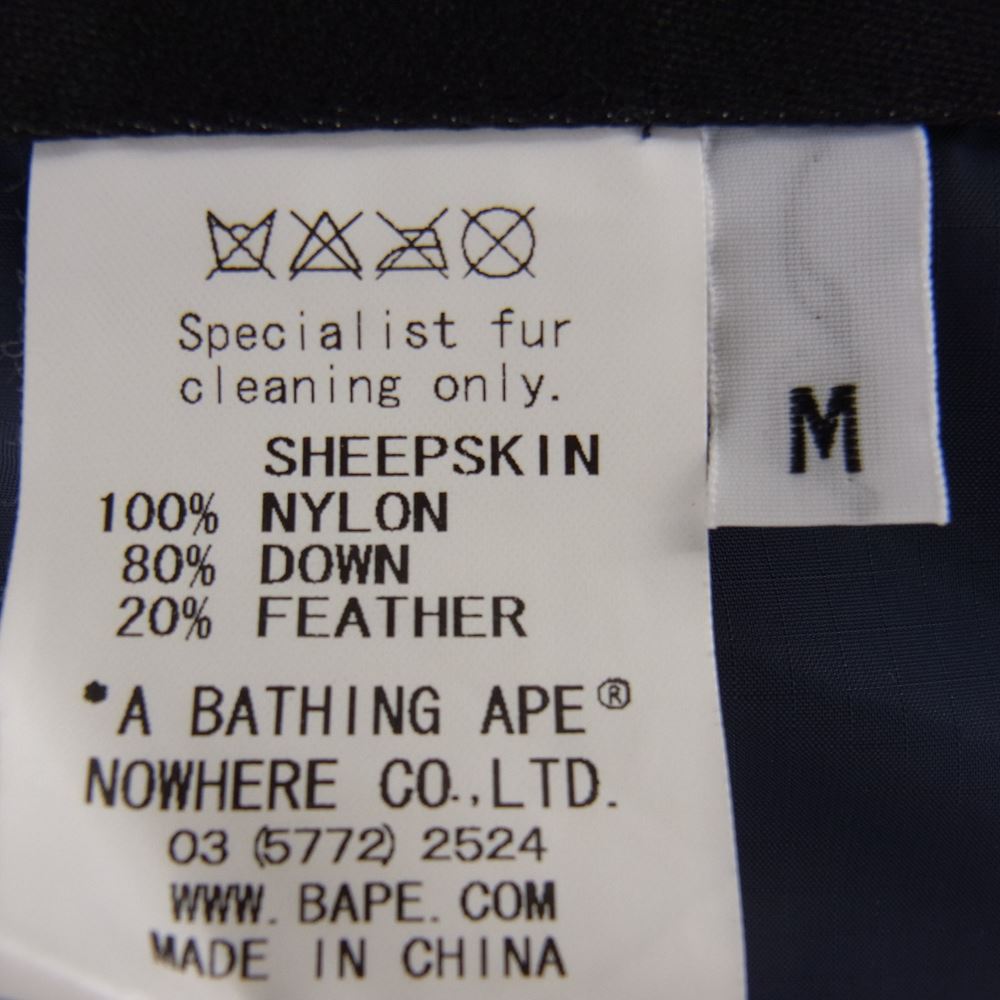 Specialist fur
cleaning only.
SHEEPSKIN
100% NYLON
80% DOWN
20% FEATHER
*A BATHING APE®
NOWHERE CO.,LTD.
03 (5772) 2524
WWW. BAPE. COM
MADE IN CHINA
M